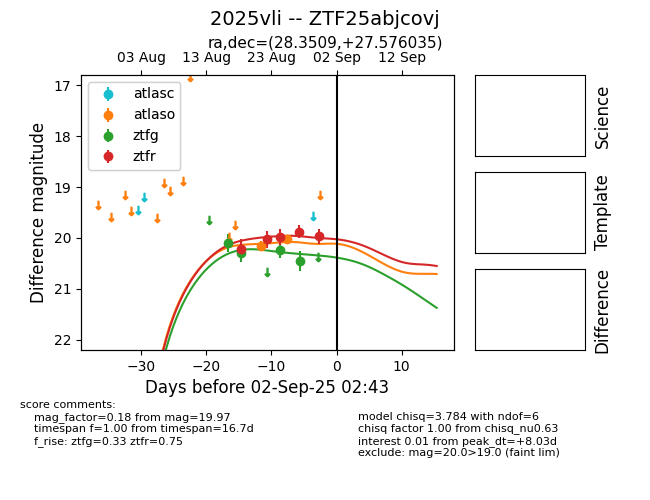 2025vli -- ZTF25abjcovj
ra,dec=(28.3509,+27.576035)
03 Aug 13 Aug 23 Aug 02 Sep 12 Sep
17
18
19
20
21
22
Difference magnitude
atlasc
atlaso
ztfg
ztfr
−30 −20 −10 0 10
Days before 02-Sep-25 02:43
Science
Template
Difference
score comments:
mag_factor=0.18 from mag=19.97
timespan f=1.00 from timespan=16.7d
f_rise: ztfg=0.33 ztfr=0.75
model chisq=3.784 with ndof=6
chisq factor 1.00 from chisq_nu0.63
interest 0.01 from peak_dt=+8.03d
exclude: mag=20.0>19.0 (faint lim)